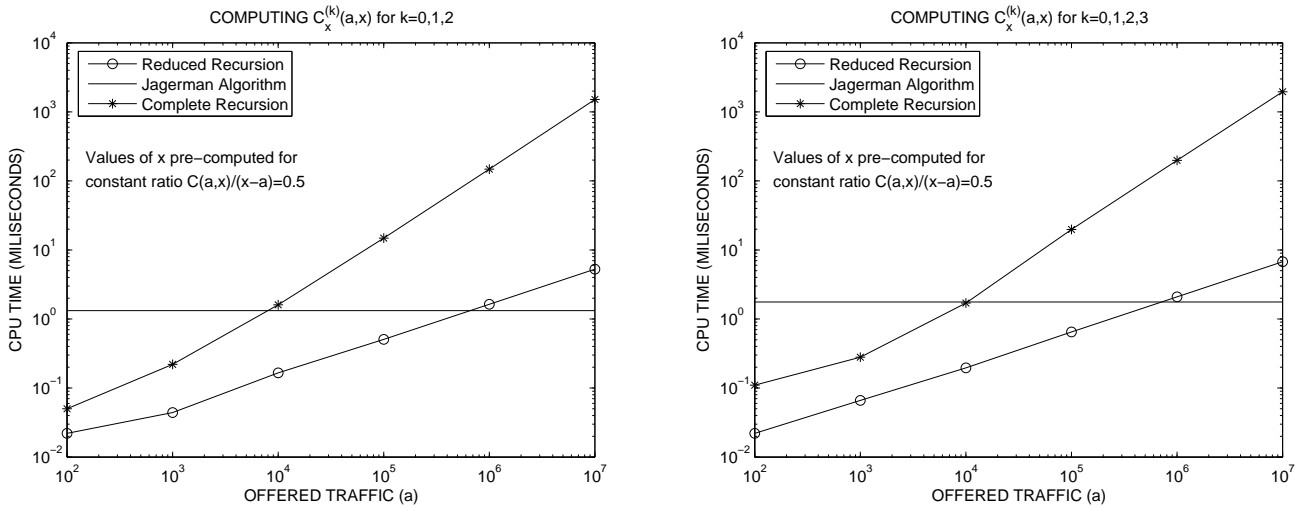 COMPUTING C_x^(k)(a,x) for k=0,1,2
10^4
10^3
10^2
10^1
10^0
10^−1
10^−2
CPU TIME (MILISECONDS)
Reduced Recursion
Jagerman Algorithm
Complete Recursion
Values of x pre−computed for
constant ratio C(a,x)/(x−a)=0.5
10^2 10^3 10^4 10^5 10^6 10^7
OFFERED TRAFFIC (a)
COMPUTING C_x^(k)(a,x) for k=0,1,2,3
10^4
10^3
10^2
10^1
10^0
10^−1
10^−2
CPU TIME (MILISECONDS)
Reduced Recursion
Jagerman Algorithm
Complete Recursion
Values of x pre−computed for
constant ratio C(a,x)/(x−a)=0.5
10^2 10^3 10^4 10^5 10^6 10^7
OFFERED TRAFFIC (a)